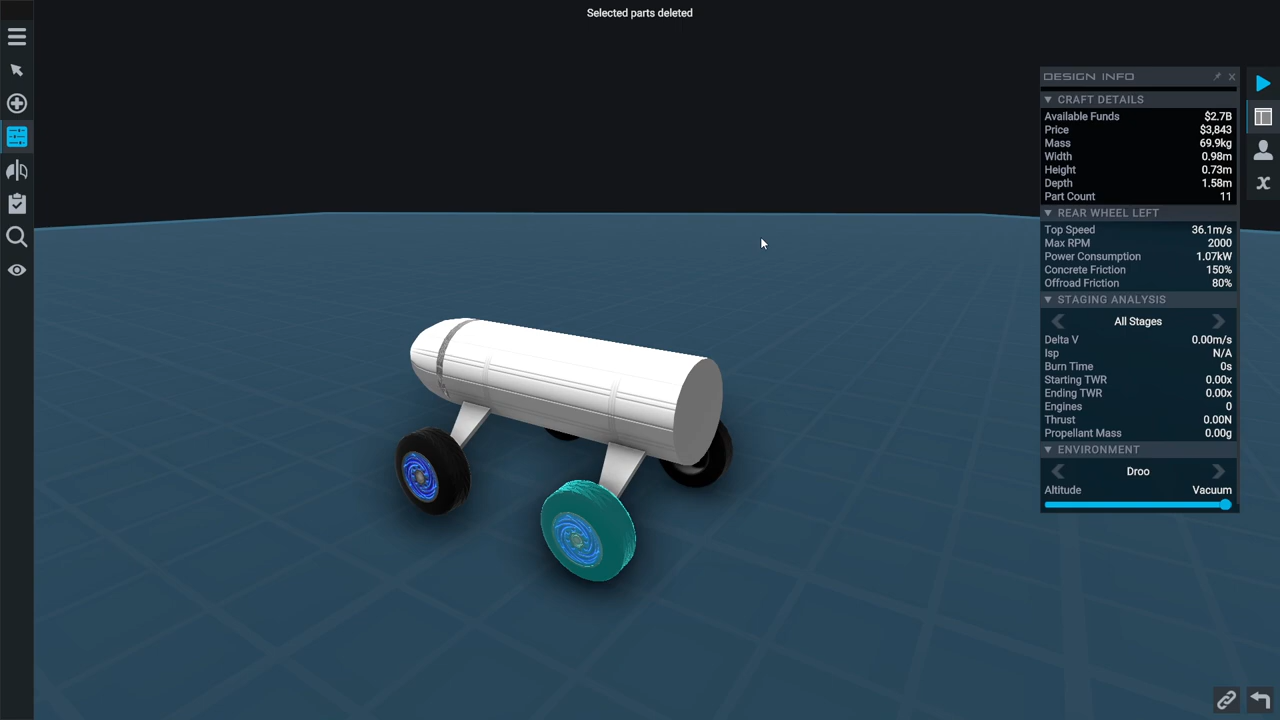 Selected parts deleted
DESIGN INFO
CRAFT DETAILS
Available Funds $2.7B
Price $3,843
Mass 69.9kg
Width 0.98m
Height 0.73m
Depth 1.58m
Part Count 11
REAR WHEEL LEFT
Top Speed 36.1m/s
Max RPM 2000
Power Consumption 1.07kW
Concrete Friction 150%
Offroad Friction 80%
STAGING ANALYSIS
All Stages
Delta V 0.00m/s
Isp N/A
Burn Time 0s
Starting TWR 0.00x
Ending TWR 0.00x
Engines 0
Thrust 0.00N
Propellant Mass 0.00g
ENVIRONMENT
Droo
Altitude Vacuum